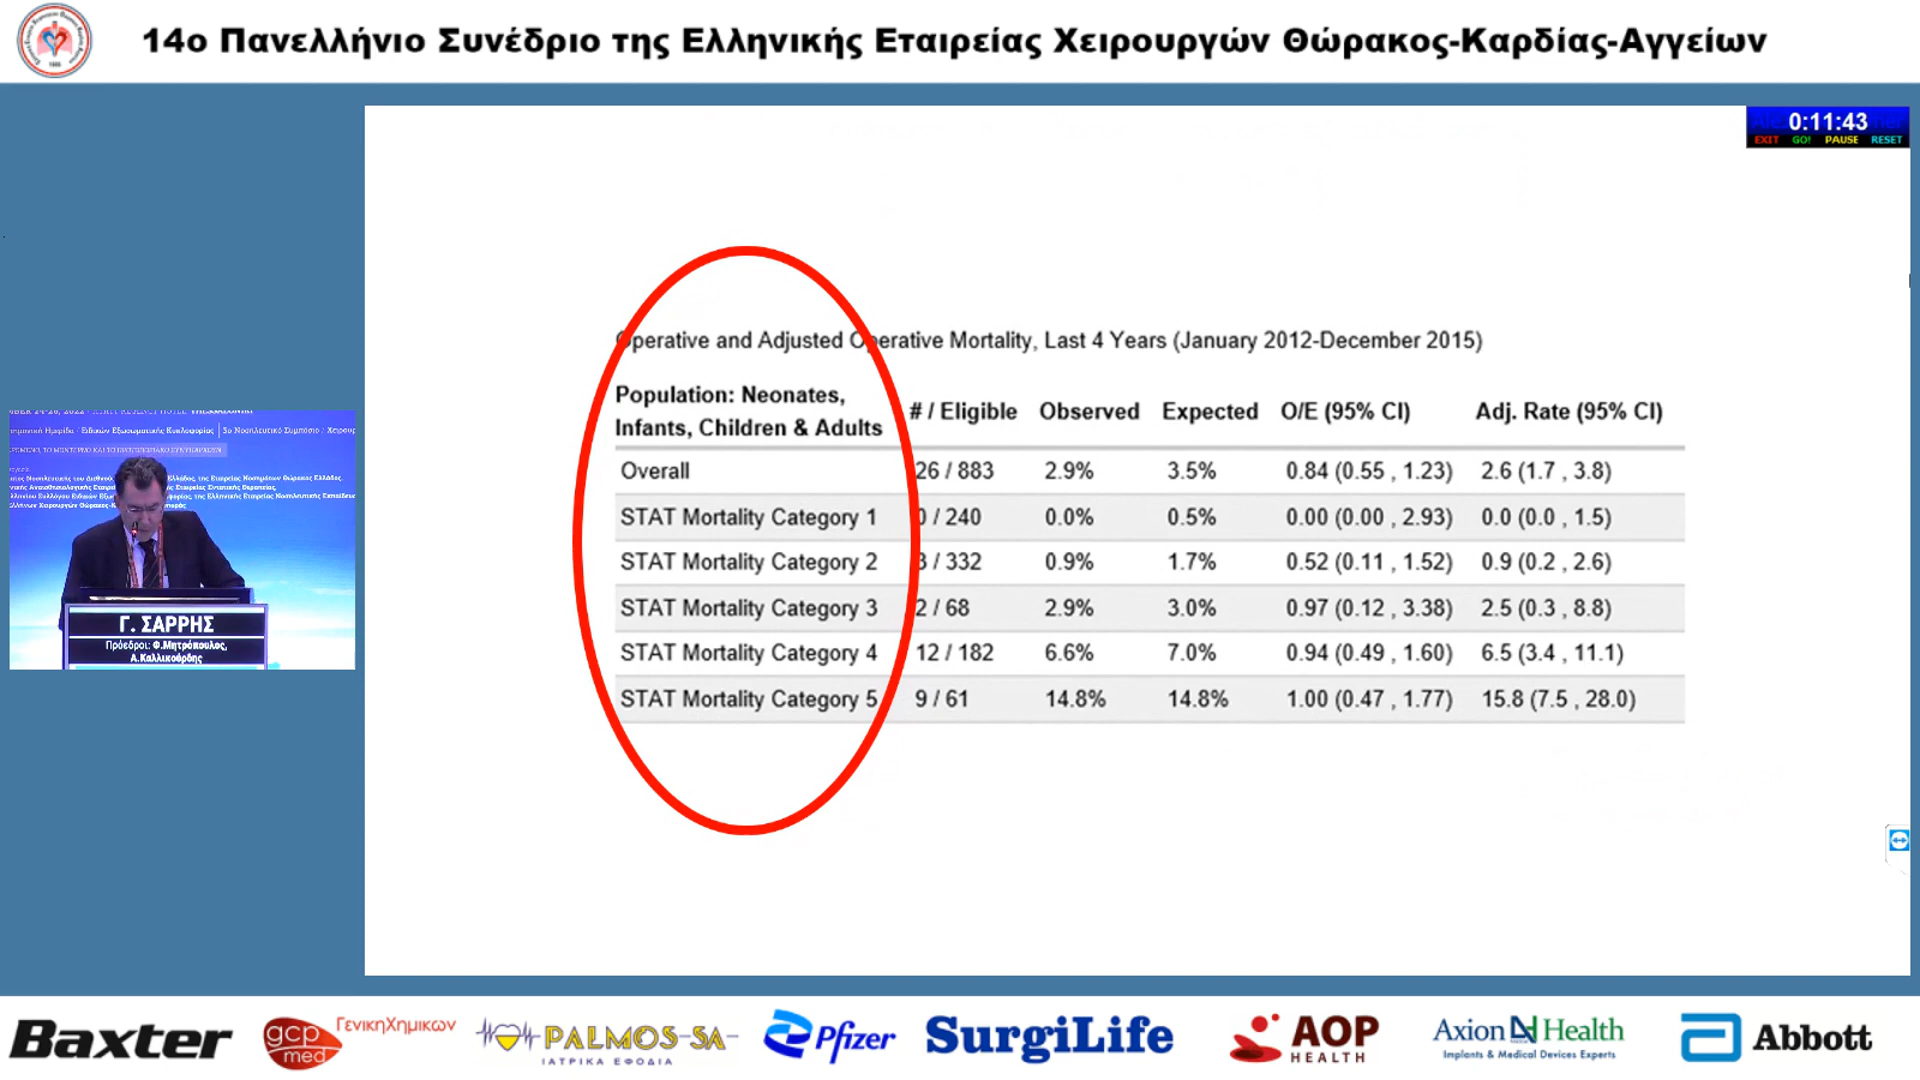 14ο Πανελλήνιο Συνέδριο της Ελληνικής Εταιρείας Χειρουργών Θώρακος-Καρδίας-Αγγείων
0:11:43
EXIT GO! PAUSE RESET
Operative and Adjusted Operative Mortality, Last 4 Years (January 2012-December 2015)
Population: Neonates, Infants, Children & Adults # / Eligible Observed Expected O/E (95% CI) Adj. Rate (95% CI)
Overall 26 / 883 2.9% 3.5% 0.84 (0.55 , 1.23) 2.6 (1.7 , 3.8)
STAT Mortality Category 1 0 / 240 0.0% 0.5% 0.00 (0.00 , 2.93) 0.0 (0.0 , 1.5)
STAT Mortality Category 2 3 / 332 0.9% 1.7% 0.52 (0.11 , 1.52) 0.9 (0.2 , 2.6)
STAT Mortality Category 3 2 / 68 2.9% 3.0% 0.97 (0.12 , 3.38) 2.5 (0.3 , 8.8)
STAT Mortality Category 4 12 / 182 6.6% 7.0% 0.94 (0.49 , 1.60) 6.5 (3.4 , 11.1)
STAT Mortality Category 5 9 / 61 14.8% 14.8% 1.00 (0.47 , 1.77) 15.8 (7.5 , 28.0)
Γ. ΣΑΡΡΗΣ
Πρόεδροι: Φ.Μητρόπουλος,
Α.Καλλικούρδης
Baxter
gcp med ΓενικηΧημικων
PALMOS-SA
ΙΑΤΡΙΚΑ ΕΦΟΔΙΑ
Pfizer
SurgiLife
AOP HEALTH
Axion Health
Implants & Medical Devices Experts
Abbott